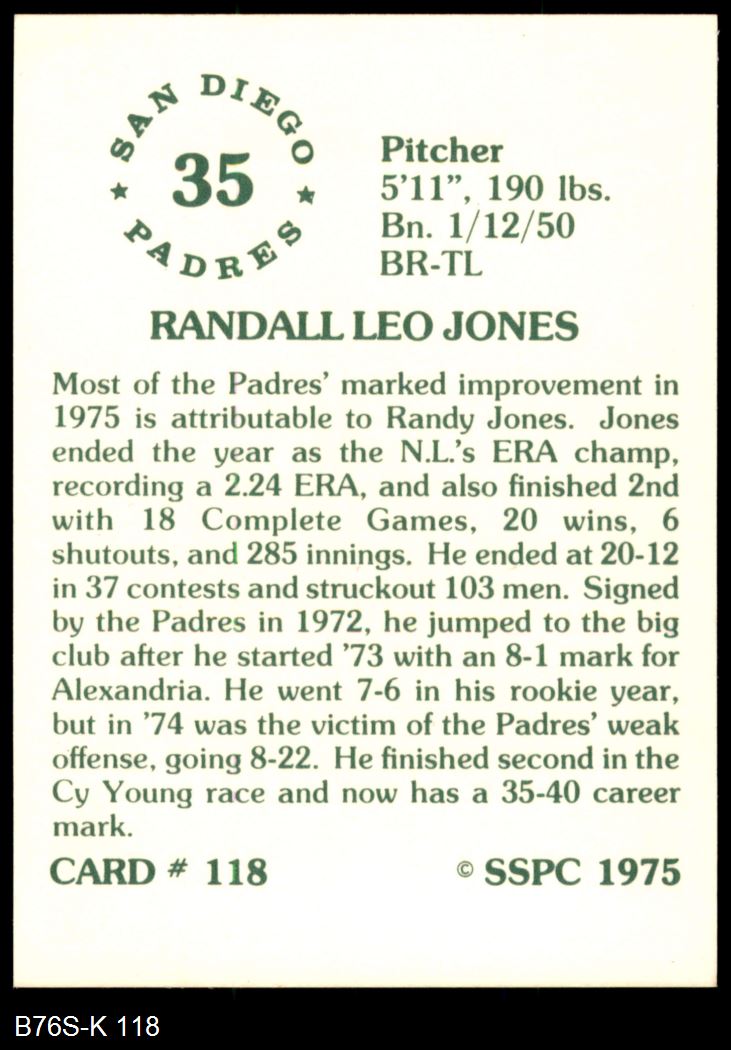 SAN DIEGO
35
PADRES
Pitcher
5'11”, 190 lbs.
Bn. 1/12/50
BR-TL
RANDALL LEO JONES
Most of the Padres’ marked improvement in
1975 is attributable to Randy Jones. Jones
ended the year as the N.L.’s ERA champ,
recording a 2.24 ERA, and also finished 2nd
with 18 Complete Games, 20 wins, 6
shutouts, and 285 innings. He ended at 20-12
in 37 contests and struckout 103 men. Signed
by the Padres in 1972, he jumped to the big
club after he started ’73 with an 8-1 mark for
Alexandria. He went 7-6 in his rookie year,
but in ’74 was the victim of the Padres’ weak
offense, going 8-22. He finished second in the
Cy Young race and now has a 35-40 career
mark.
CARD # 118 © SSPC 1975
B76S-K 118